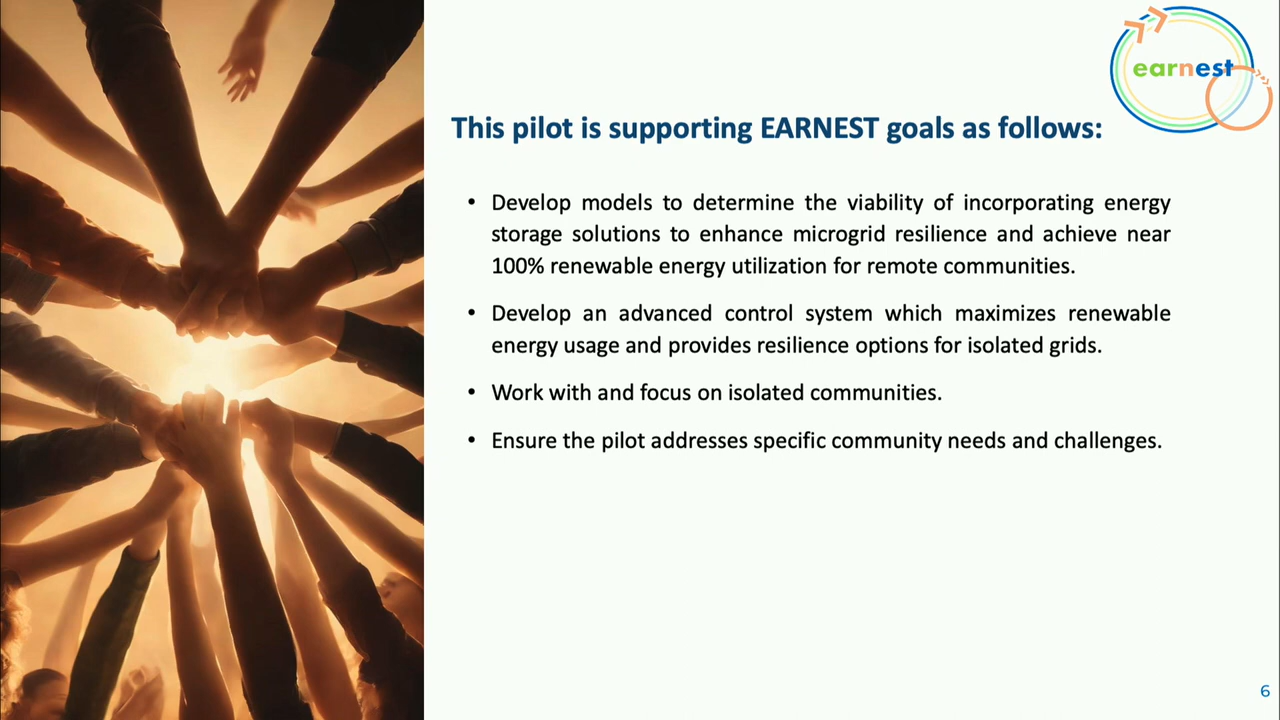 earnest
This pilot is supporting EARNEST goals as follows:
• Develop models to determine the viability of incorporating energy
storage solutions to enhance microgrid resilience and achieve near
100% renewable energy utilization for remote communities.
• Develop an advanced control system which maximizes renewable
energy usage and provides resilience options for isolated grids.
• Work with and focus on isolated communities.
• Ensure the pilot addresses specific community needs and challenges.
6